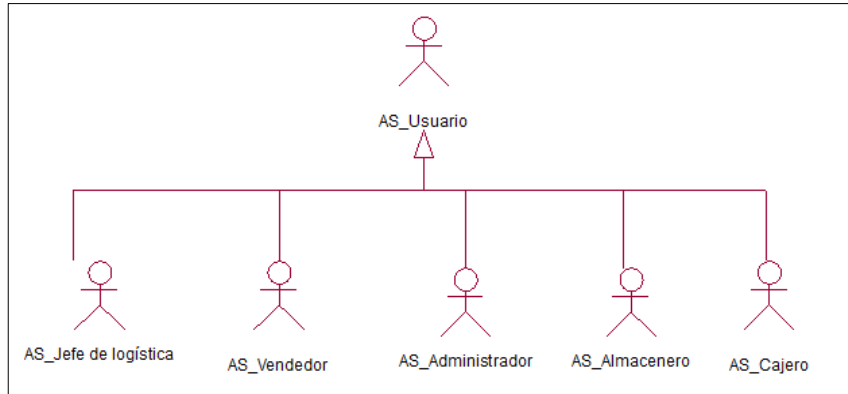 AS_Usuario
AS_Jefe de logística
AS_Vendedor
AS_Administrador
AS_Almacenero
AS_Cajero